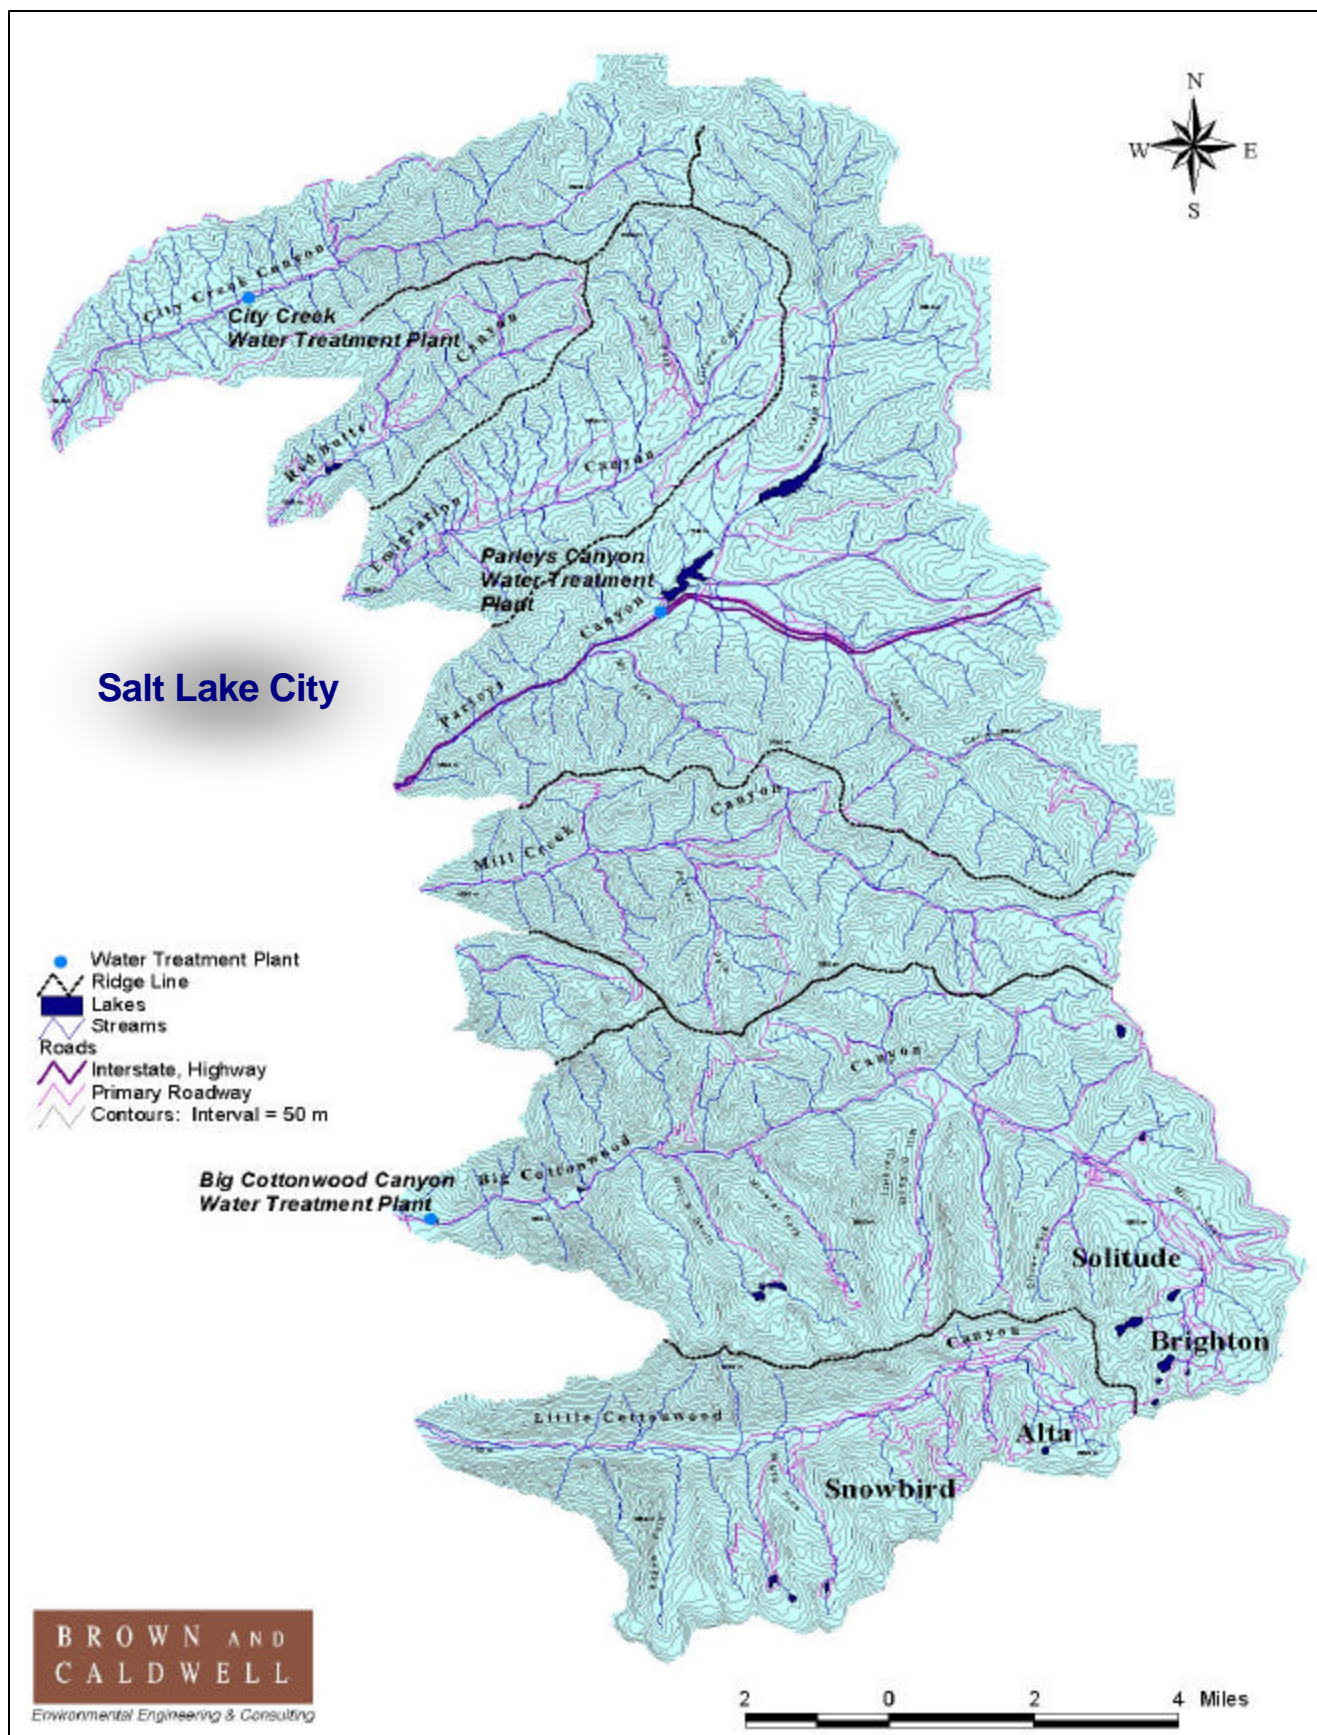 N
W E
S
City Creek Canyon
City Creek
Water Treatment Plant
Red Butte Canyon
Emigration Canyon
Parleys Canyon
Water Treatment
Plant
Parleys Canyon
Salt Lake City
Mill Creek Canyon
Water Treatment Plant
Ridge Line
Lakes
Streams
Roads
Interstate, Highway
Primary Roadway
Contours: Interval = 50 m
Big Cottonwood Canyon
Big Cottonwood Canyon
Water Treatment Plant
Solitude
Brighton
Little Cottonwood Canyon
Alta
Snowbird
BROWN AND
CALDWELL
Environmental Engineering & Consulting
2 0 2 4 Miles